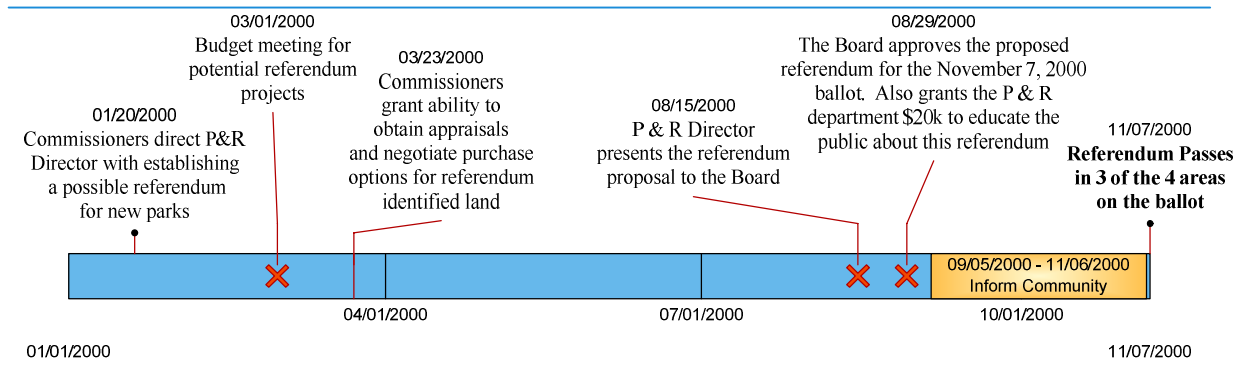 01/20/2000
Commissioners direct P&R
Director with establishing
a possible referendum
for new parks
03/01/2000
Budget meeting for
potential referendum
projects
03/23/2000
Commissioners
grant ability to
obtain appraisals
and negotiate purchase
options for referendum
identified land
08/15/2000
P & R Director
presents the referendum
proposal to the Board
08/29/2000
The Board approves the proposed
referendum for the November 7, 2000
ballot. Also grants the P & R
department $20k to educate the
public about this referendum
11/07/2000
Referendum Passes
in 3 of the 4 areas
on the ballot
09/05/2000 - 11/06/2000
Inform Community
04/01/2000
07/01/2000
10/01/2000
01/01/2000
11/07/2000